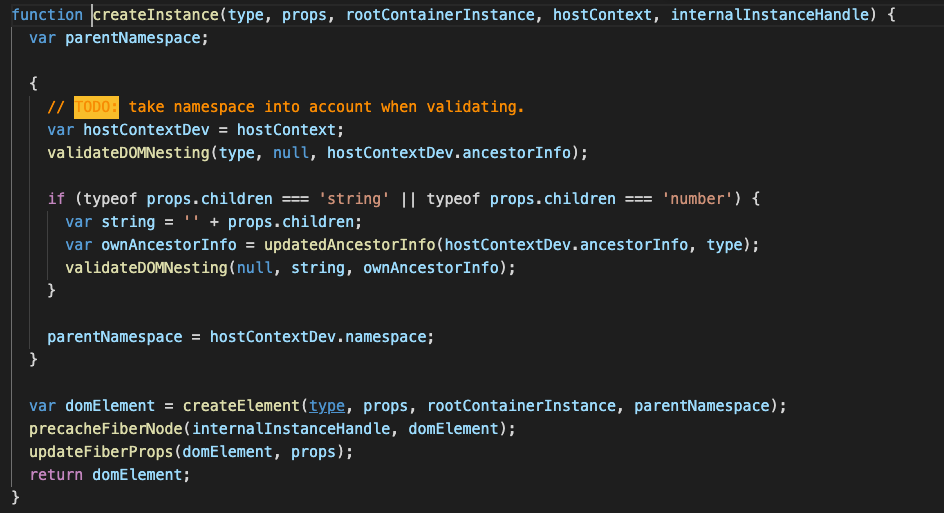 function createInstance(type, props, rootContainerInstance, hostContext, internalInstanceHandle) {
  var parentNamespace;

  {
    // TODO: take namespace into account when validating.
    var hostContextDev = hostContext;
    validateDOMNesting(type, null, hostContextDev.ancestorInfo);

    if (typeof props.children === 'string' || typeof props.children === 'number') {
      var string = '' + props.children;
      var ownAncestorInfo = updatedAncestorInfo(hostContextDev.ancestorInfo, type);
      validateDOMNesting(null, string, ownAncestorInfo);
    }

    parentNamespace = hostContextDev.namespace;
  }

  var domElement = createElement(type, props, rootContainerInstance, parentNamespace);
  precacheFiberNode(internalInstanceHandle, domElement);
  updateFiberProps(domElement, props);
  return domElement;
}